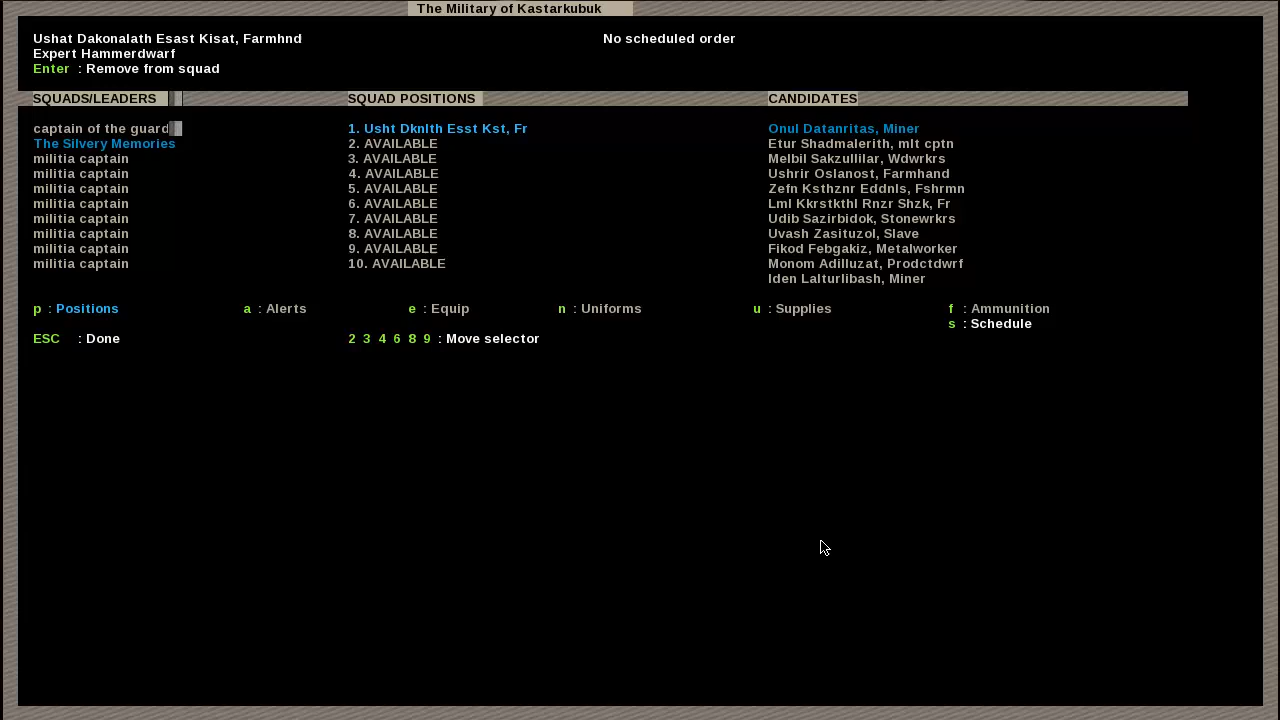 The Military of Kastarkubuk
Ushat Dakonalath Esast Kisat, Farmhnd No scheduled order
Expert Hammerdwarf
Enter : Remove from squad
SQUADS/LEADERS SQUAD POSITIONS CANDIDATES
captain of the guard 1. Usht Dknlth Esst Kst, Fr Onul Datanritas, Miner
The Silvery Memories 2. AVAILABLE Etur Shadmalerith, mlt cptn
militia captain 3. AVAILABLE Melbil Sakzullilar, Wdwrkrs
militia captain 4. AVAILABLE Ushrir Oslanost, Farmhand
militia captain 5. AVAILABLE Zefn Ksthznr Eddnls, Fshrmn
militia captain 6. AVAILABLE Lml Kkrstkthl Rnzr Shzk, Fr
militia captain 7. AVAILABLE Udib Sazirbidok, Stonewrkrs
militia captain 8. AVAILABLE Uvash Zasituzol, Slave
militia captain 9. AVAILABLE Fikod Febgakiz, Metalworker
militia captain 10. AVAILABLE Monom Adilluzat, Prodctdwrf
Iden Lalturlibash, Miner
p : Positions a : Alerts e : Equip n : Uniforms u : Supplies f : Ammunition
s : Schedule
ESC : Done 2 3 4 6 8 9 : Move selector